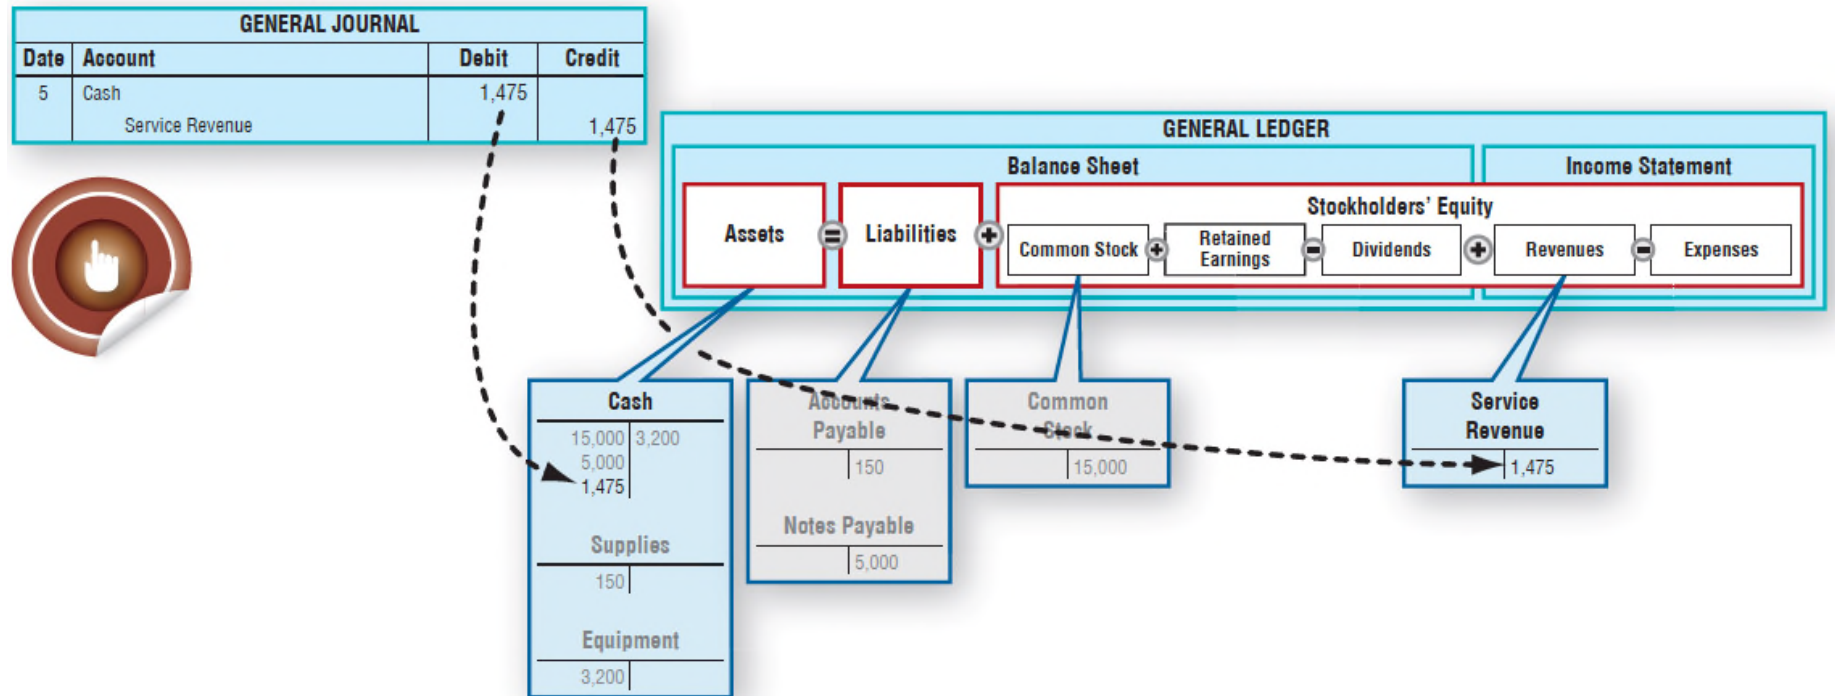 GENERAL JOURNAL
Date Account Debit Credit
5 Cash 1,475
Service Revenue 1,475
GENERAL LEDGER
Balance Sheet Income Statement
Stockholders' Equity
Assets = Liabilities + Common Stock + Retained Earnings − Dividends + Revenues − Expenses
Cash
15,000 3,200
5,000
1,475
Supplies
150
Equipment
3,200
Accounts
Payable
150
Notes Payable
5,000
Common
Stock
15,000
Service
Revenue
1,475